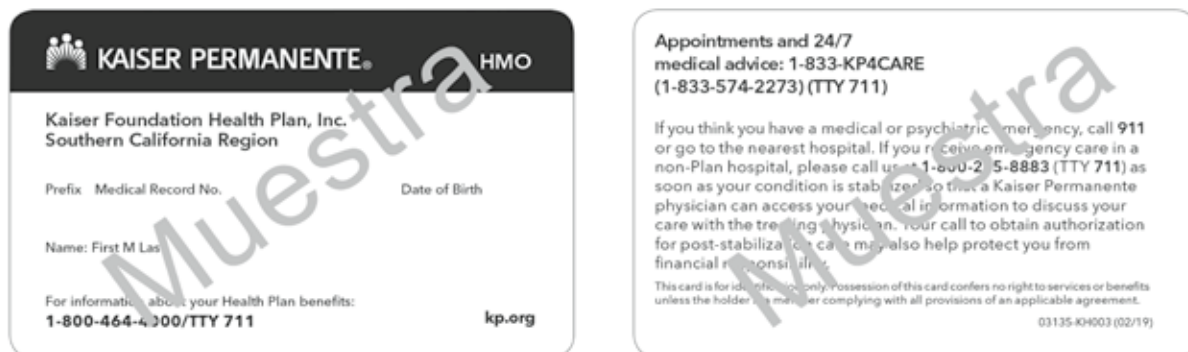 KAISER PERMANENTE®
HMO
Kaiser Foundation Health Plan, Inc.
Southern California Region
Prefix Medical Record No. Date of Birth
Name: First M Las
For information about your Health Plan benefits:
1-800-464-4000/TTY 711
kp.org
Muestra
Appointments and 24/7
medical advice: 1-833-KP4CARE
(1-833-574-2273) (TTY 711)
If you think you have a medical or psychiatric emergency, call 911
or go to the nearest hospital. If you receive emergency care in a
non-Plan hospital, please call us at (TTY 711) as
soon as your condition is stabilized so that a Kaiser Permanente
physician can access your medical information to discuss your
care with the treating physician. Your call to obtain authorization
for post-stabilization care may also help protect you from
financial responsibility.
This card is for identification only. Possession of this card confers no right to services or benefits
unless the holder is a member complying with all provisions of an applicable agreement.
03135-KH003 (02/19)
Muestra